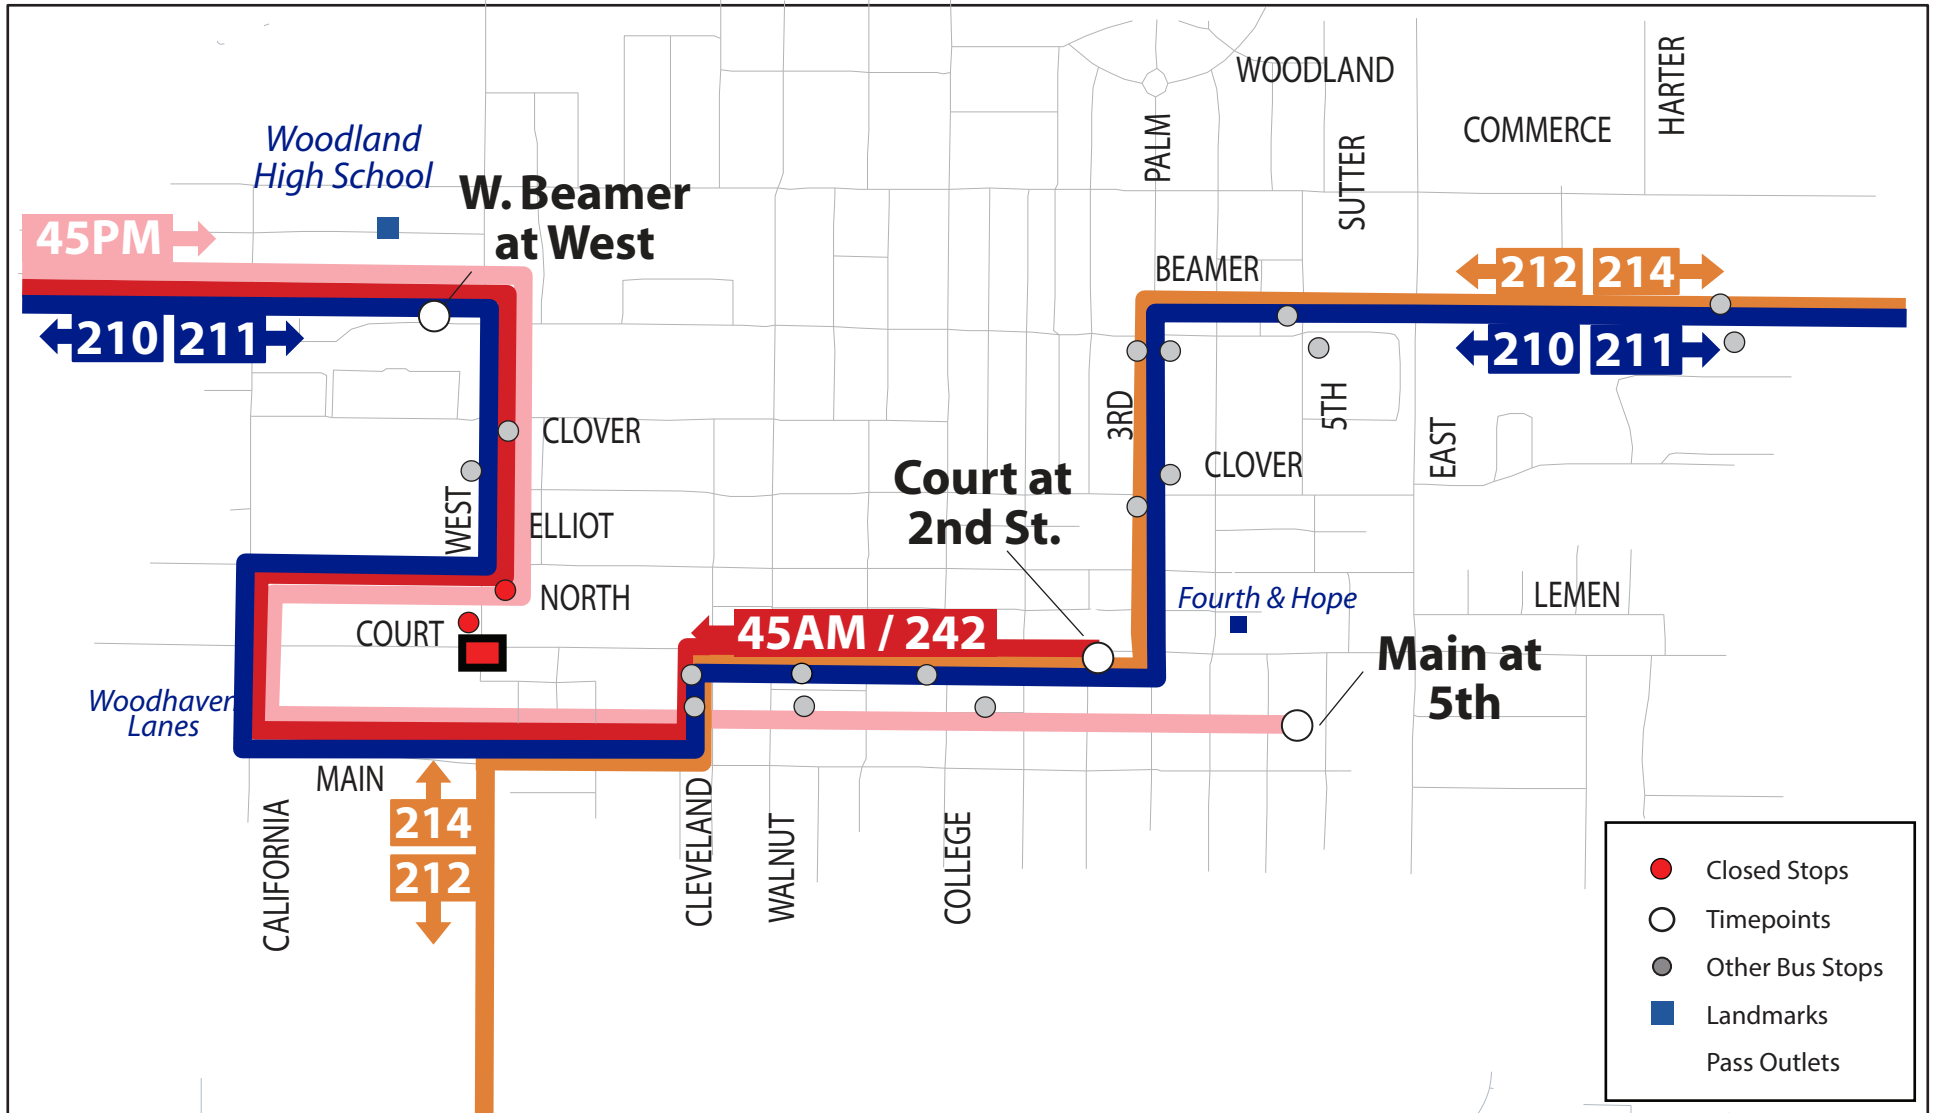 WOODLAND
HARTER
COMMERCE
PALM
SUTTER
Woodland
High School
W. Beamer
at West
45PM
BEAMER
212
214
210
211
210
211
3RD
5TH
EAST
CLOVER
CLOVER
Court at
2nd St.
WEST
ELLIOT
NORTH
Fourth & Hope
LEMEN
COURT
45AM / 242
Main at
5th
Woodhaven
Lanes
MAIN
214
212
CALIFORNIA
CLEVELAND
WALNUT
COLLEGE
Closed Stops
Timepoints
Other Bus Stops
Landmarks
Pass Outlets